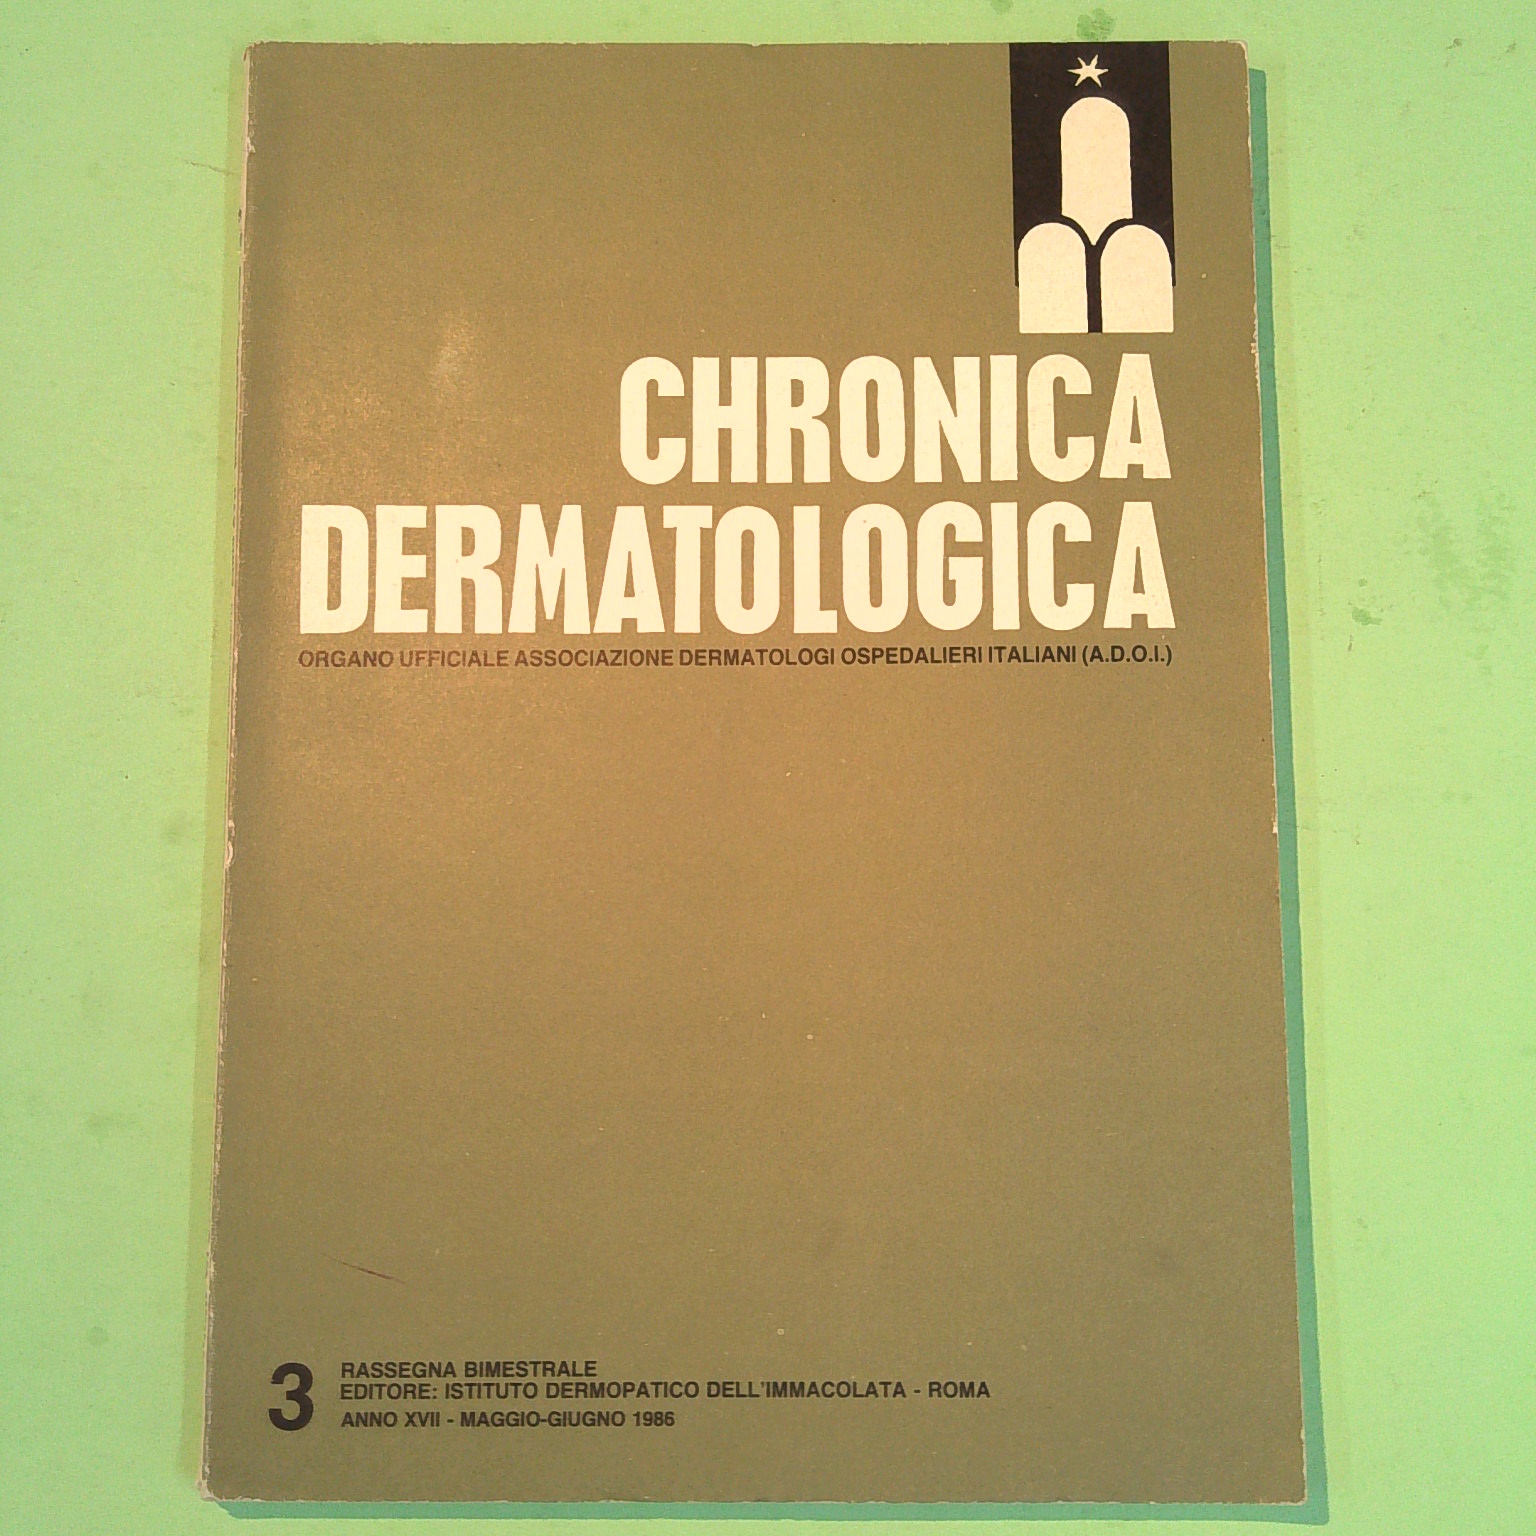 CHRONICA
DERMATOLOGICA
ORGANO UFFICIALE ASSOCIAZIONE DERMATOLOGI OSPEDALIERI ITALIANI (A.D.O.I.)
3
RASSEGNA BIMESTRALE
EDITORE: ISTITUTO DERMOPATICO DELL'IMMACOLATA - ROMA
ANNO XVII - MAGGIO-GIUGNO 1986